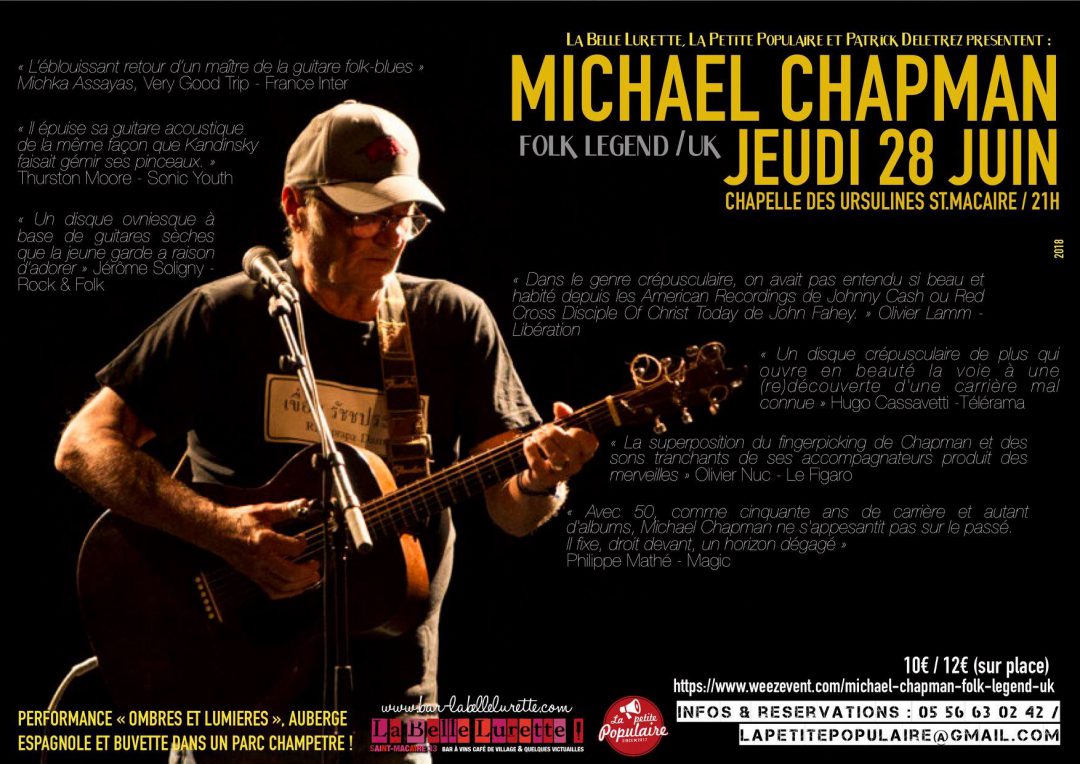 LA BELLE LURETTE, LA PETITE POPULAIRE ET PATRICK DELETREZ PRESENTENT :
MICHAEL CHAPMAN
FOLK LEGEND /UK
JEUDI 28 JUIN
CHAPELLE DES URSULINES ST.MACAIRE / 21H
2018
« L'éblouissant retour d'un maître de la guitare folk-blues »
Michka Assayas, Very Good Trip - France Inter
« Il épuise sa guitare acoustique
de la même façon que Kandinsky
faisait gémir ses pinceaux. »
Thurston Moore - Sonic Youth
« Un disque ovniesque à
base de guitares sèches
que la jeune garde a raison
d'adorer » Jérôme Soligny -
Rock & Folk
« Dans le genre crépusculaire, on avait pas entendu si beau et
habité depuis les American Recordings de Johnny Cash ou Red
Cross Disciple Of Christ Today de John Fahey. » Olivier Lamm -
Libération
« Un disque crépusculaire de plus qui
ouvre en beauté la voie à une
(re)découverte d'une carrière mal
connue » Hugo Cassavetti -Télérama
« La superposition du fingerpicking de Chapman et des
sons tranchants de ses accompagnateurs produit des
merveilles » Olivier Nuc - Le Figaro
« Avec 50, comme cinquante ans de carrière et autant
d'albums, Michael Chapman ne s'appesantit pas sur le passé.
Il fixe, droit devant, un horizon dégagé »
Philippe Mathé - Magic
10€ / 12€ (sur place)
https://www.weezevent.com/michael-chapman-folk-legend-uk
INFOS & RESERVATIONS : 05 56 63 02 42 /
LAPETITEPOPULAIRE@GMAIL.COM
PERFORMANCE « OMBRES ET LUMIERES », AUBERGE
ESPAGNOLE ET BUVETTE DANS UN PARC CHAMPETRE !
www.bar-labellelurette.com
La Belle Lurette !
SAINT-MACAIRE 33 BAR À VINS CAFÉ DE VILLAGE & QUELQUES VICTUAILLES
La petite
Populaire